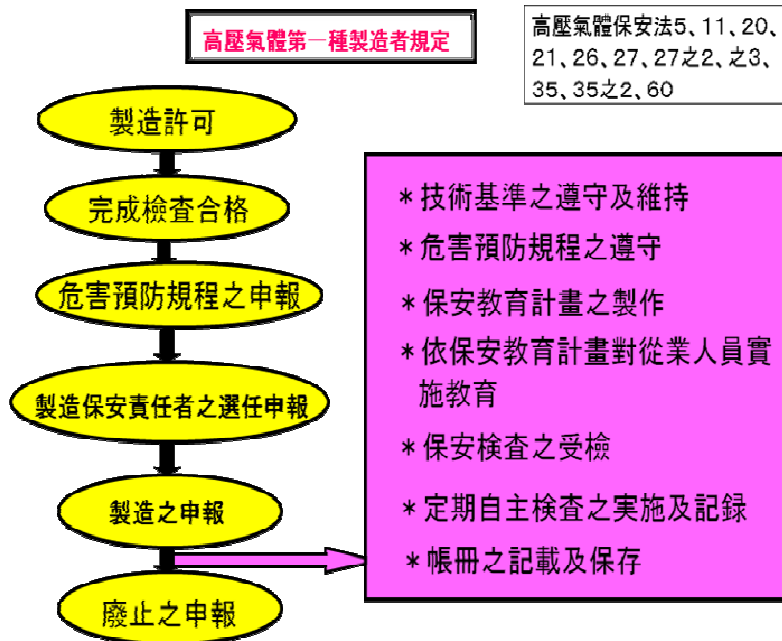 高壓氣體第一種製造者規定
高壓氣體保安法5、11、20、
21、26、27、27之2、之3、
35、35之2、60
製造許可
完成檢查合格
危害預防規程之申報
製造保安責任者之選任申報
製造之申報
廢止之申報
*技術基準之遵守及維持
*危害預防規程之遵守
*保安教育計畫之製作
*依保安教育計畫對從業人員實
施教育
*保安検査之受檢
*定期自主検査之実施及記録
*帳冊之記載及保存